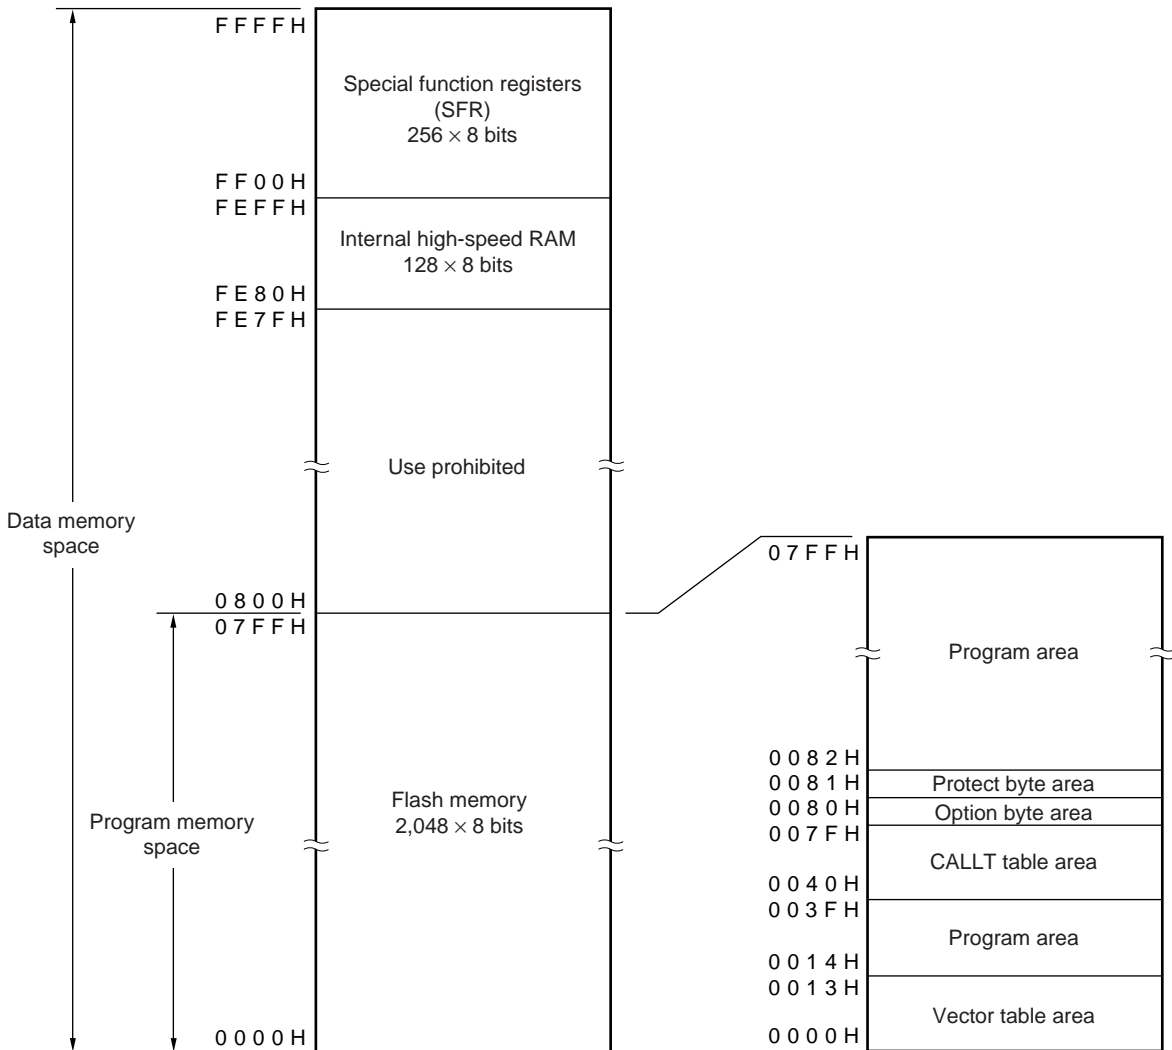 FFFFH
Special function registers
(SFR)
256 × 8 bits
FF00H
FEFFH
Internal high-speed RAM
128 × 8 bits
FE80H
FE7FH
Use prohibited
Data memory
space
0800H
07FFH
Program memory
space
Flash memory
2,048 × 8 bits
0000H
07FFH
Program area
0082H
0081H
Protect byte area
0080H
Option byte area
007FH
CALLT table area
0040H
003FH
Program area
0014H
0013H
Vector table area
0000H